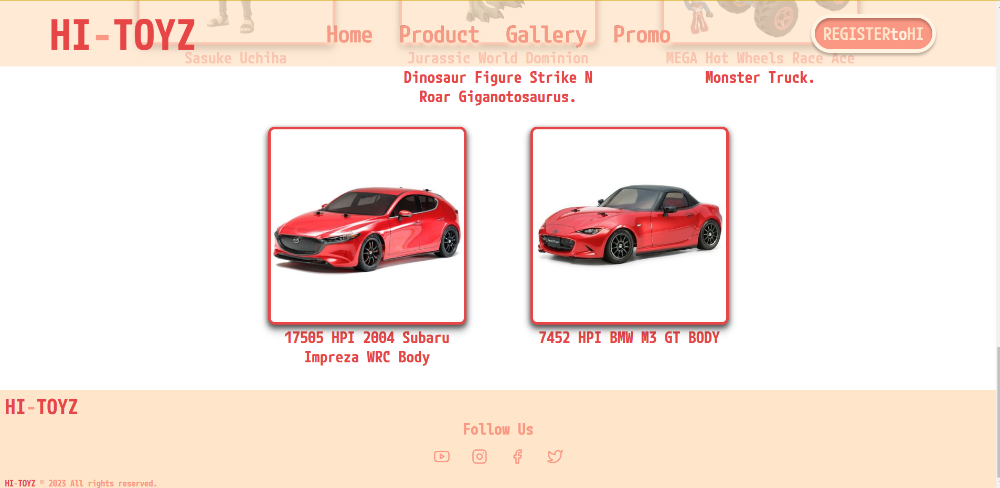 HI-TOYZ
Home Product Gallery Promo
REGISTERtoHI
Sasuke Uchiha
Jurassic World Dominion
Dinosaur Figure Strike N
Roar Giganotosaurus.
MEGA Hot Wheels Race Ace
Monster Truck.
ROADSTER
17505 HPI 2004 Subaru
Impreza WRC Body
7452 HPI BMW M3 GT BODY
HI-TOYZ
Follow Us
HI-TOYZ © 2023 All rights reserved.